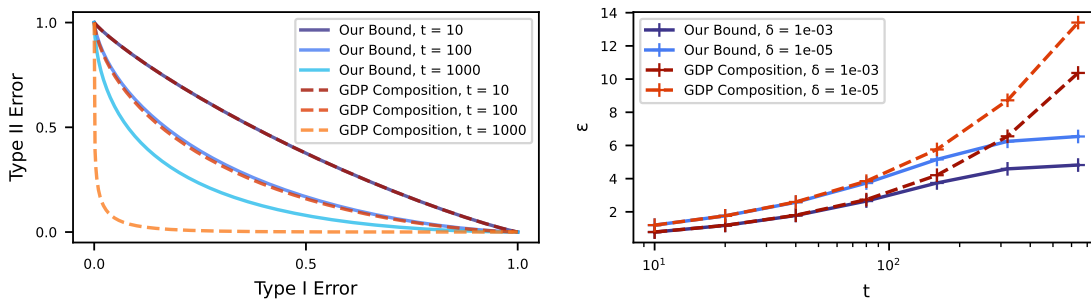 1.0
0.5
0.0
Type II Error
0.0
0.5
1.0
Type I Error
Our Bound, t = 10
Our Bound, t = 100
Our Bound, t = 1000
GDP Composition, t = 10
GDP Composition, t = 100
GDP Composition, t = 1000
14
12
10
8
6
4
2
ε
10¹
10²
t
Our Bound, δ = 1e-03
Our Bound, δ = 1e-05
GDP Composition, δ = 1e-03
GDP Composition, δ = 1e-05